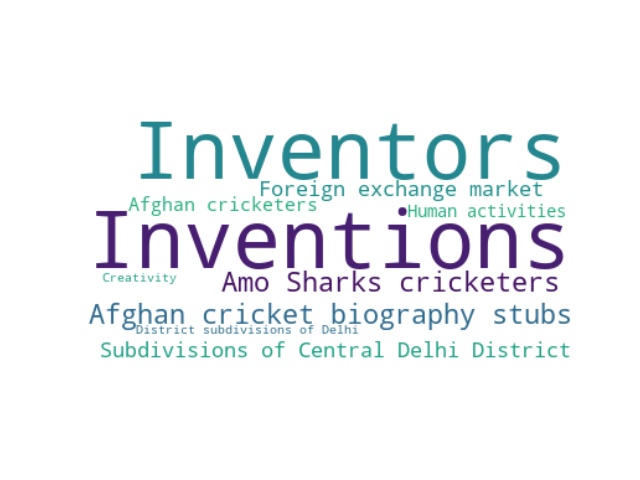 Inventors
Foreign exchange market
Afghan cricketers
Human activities
Inventions
Creativity
Amo Sharks cricketers
Afghan cricket biography stubs
District subdivisions of Delhi
Subdivisions of Central Delhi District